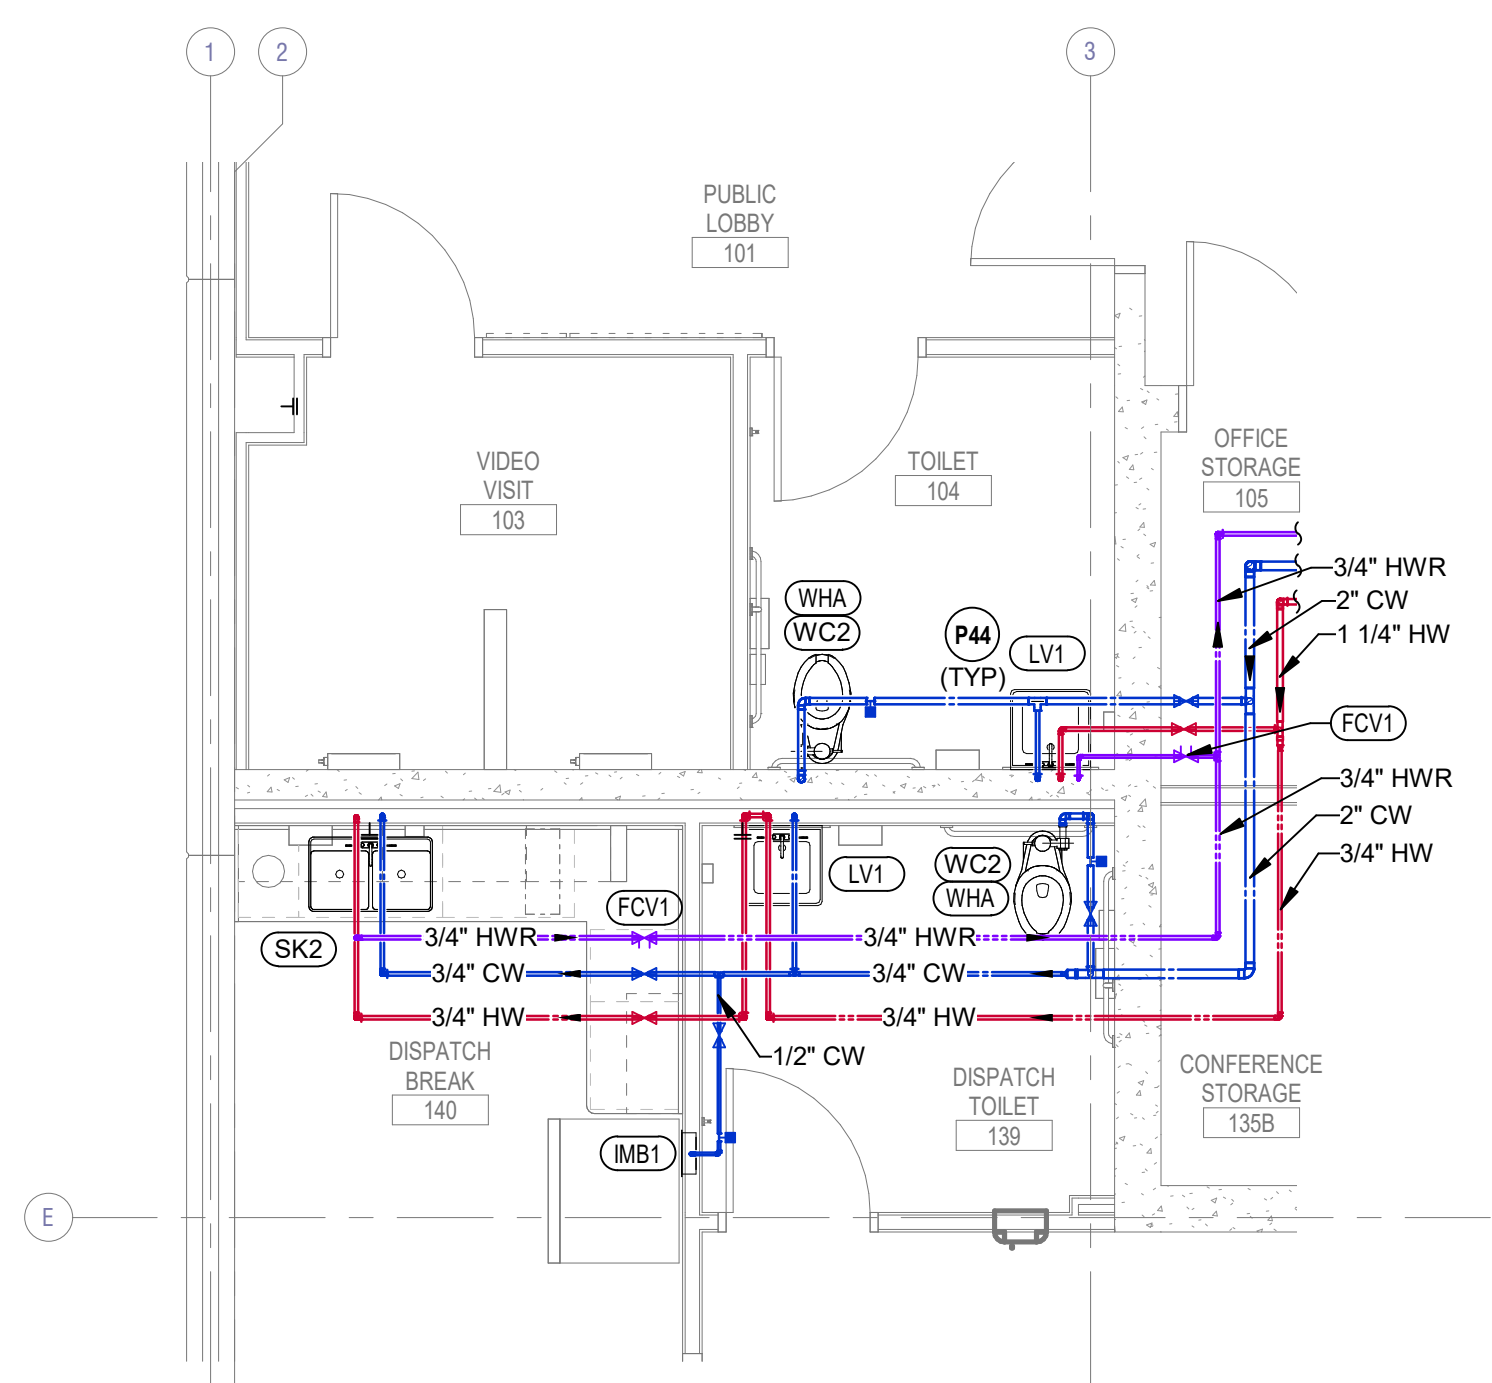 1
2
3
PUBLIC
LOBBY
101
VIDEO
VISIT
103
TOILET
104
OFFICE
STORAGE
105
WHA
WC2
P44
(TYP)
LV1
3/4" HWR
2" CW
1 1/4" HW
FCV1
3/4" HWR
2" CW
3/4" HW
LV1
WC2
WHA
FCV1
SK2
3/4" HWR
3/4" HWR
3/4" CW
3/4" CW
3/4" HW
3/4" HW
1/2" CW
DISPATCH
BREAK
140
DISPATCH
TOILET
139
CONFERENCE
STORAGE
135B
IMB1
E